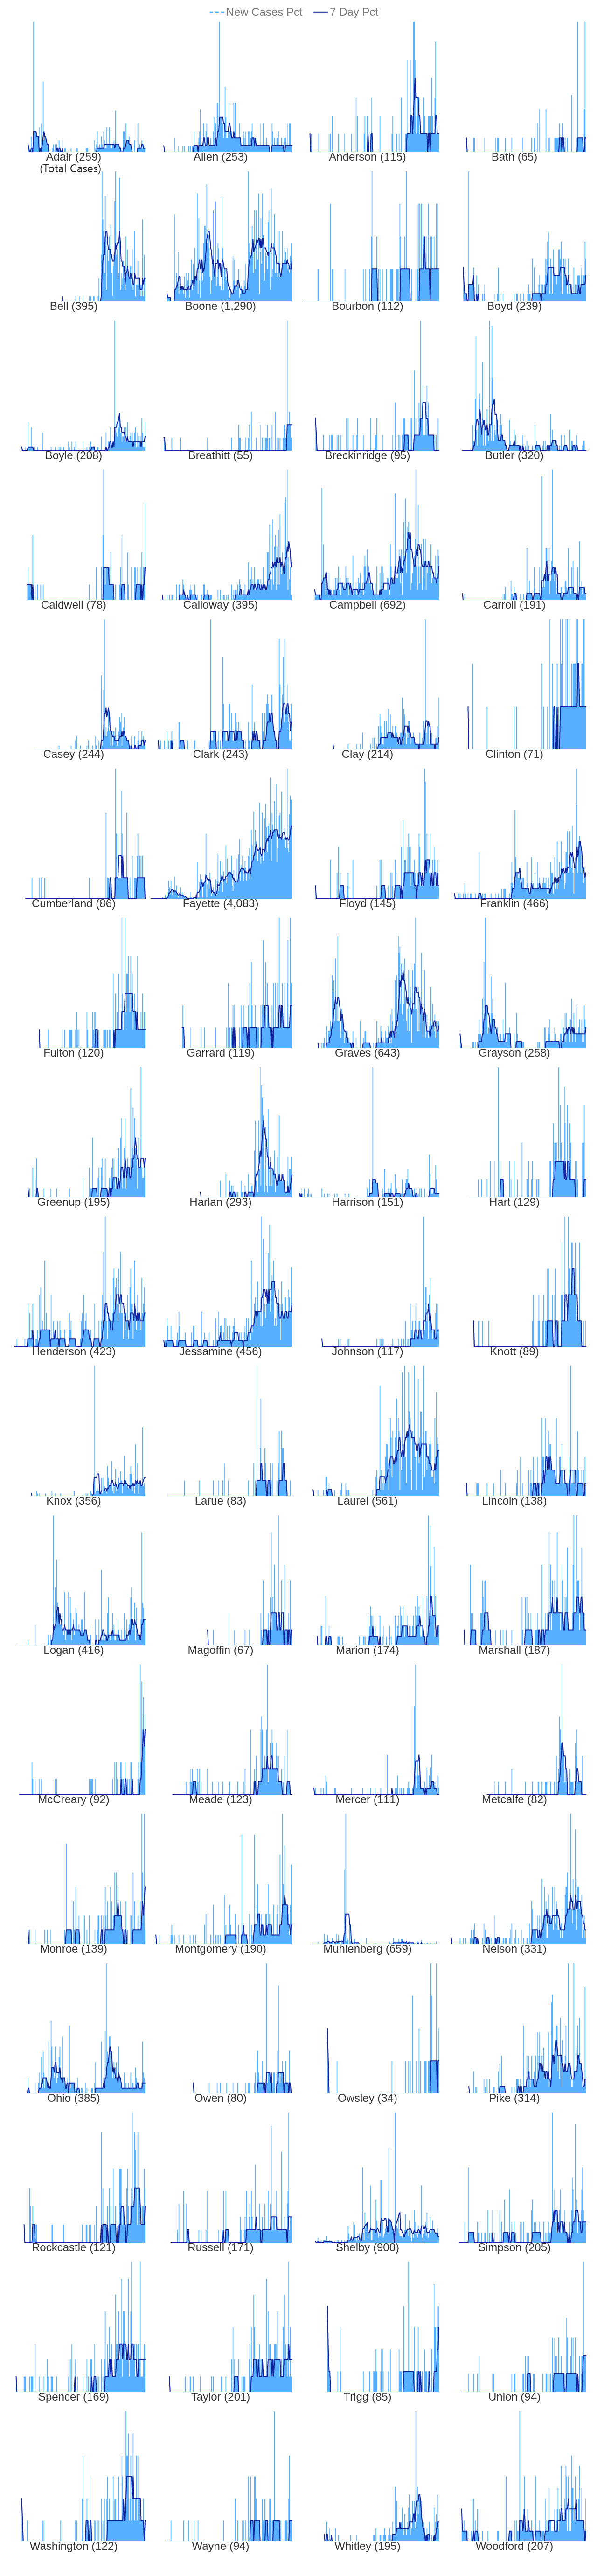 New Cases Pct 7 Day Pct
Adair (259) Allen (253) Anderson (115) Bath (65)
(Total Cases)
Bell (395) Boone (1,290) Bourbon (112) Boyd (239)
Boyle (208) Breathitt (55) Breckinridge (95) Butler (320)
Caldwell (78) Calloway (395) Campbell (692) Carroll (191)
Casey (244) Clark (243) Clay (214) Clinton (71)
Cumberland (86) Fayette (4,083) Floyd (145) Franklin (466)
Fulton (120) Garrard (119) Graves (643) Grayson (258)
Greenup (195) Harlan (293) Harrison (151) Hart (129)
Henderson (423) Jessamine (456) Johnson (117) Knott (89)
Knox (356) Larue (83) Laurel (561) Lincoln (138)
Logan (416) Magoffin (67) Marion (174) Marshall (187)
McCreary (92) Meade (123) Mercer (111) Metcalfe (82)
Monroe (139) Montgomery (190) Muhlenberg (659) Nelson (331)
Ohio (385) Owen (80) Owsley (34) Pike (314)
Rockcastle (121) Russell (171) Shelby (900) Simpson (205)
Spencer (169) Taylor (201) Trigg (85) Union (94)
Washington (122) Wayne (94) Whitley (195) Woodford (207)